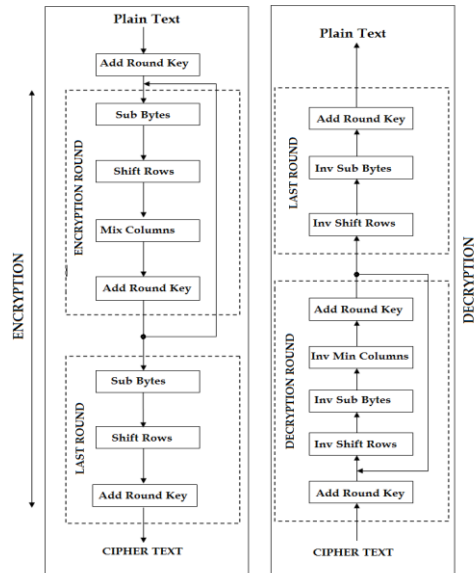 Plain Text
Add Round Key
Sub Bytes
Shift Rows
Mix Columns
Add Round Key
ENCRYPTION ROUND
ENCRYPTION
Sub Bytes
Shift Rows
Add Round Key
LAST ROUND
CIPHER TEXT
Plain Text
Add Round Key
Inv Sub Bytes
Inv Shift Rows
LAST ROUND
DECRYPTION
Add Round Key
Inv Min Columns
Inv Sub Bytes
Inv Shift Rows
Add Round Key
DECRYPTION ROUND
CIPHER TEXT